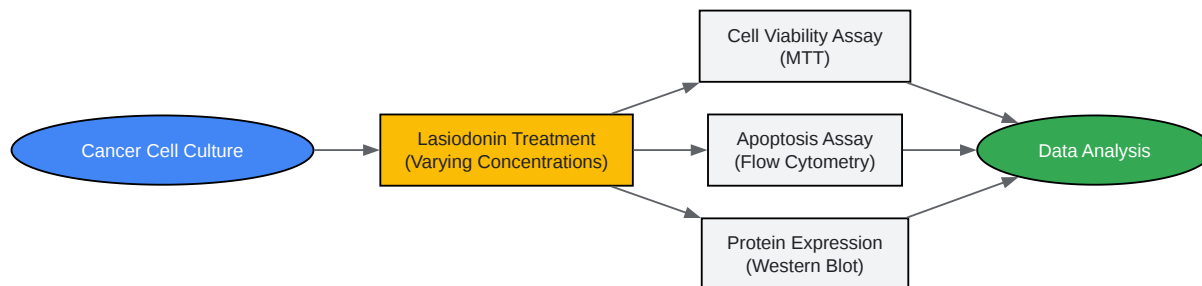 Cell Viability Assay
(MTT)
Cancer Cell Culture
Lasiodonin Treatment
(Varying Concentrations)
Apoptosis Assay
(Flow Cytometry)
Data Analysis
Protein Expression
(Western Blot)